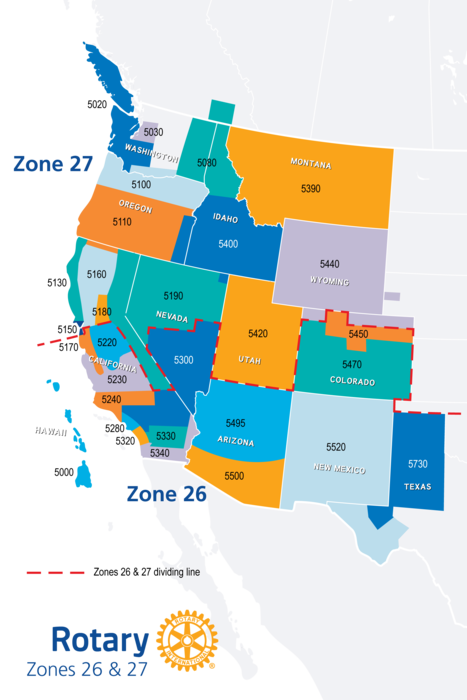 5020
5030
WASHINGTON
5080
MONTANA
Zone 27
5100
5390
OREGON
IDAHO
5110
5400
5440
WYOMING
5160
5130
5190
5180
NEVADA
5150
5220
5170
5420
5450
CALIFORNIA
5300
UTAH
5470
5230
COLORADO
5240
HAWAII
5280
5320
5330
5495
ARIZONA
5340
5520
5730
NEW MEXICO
5000
5500
TEXAS
Zone 26
Zones 26 & 27 dividing line
Rotary
ROTARY
INTERNATIONAL
®
Zones 26 & 27